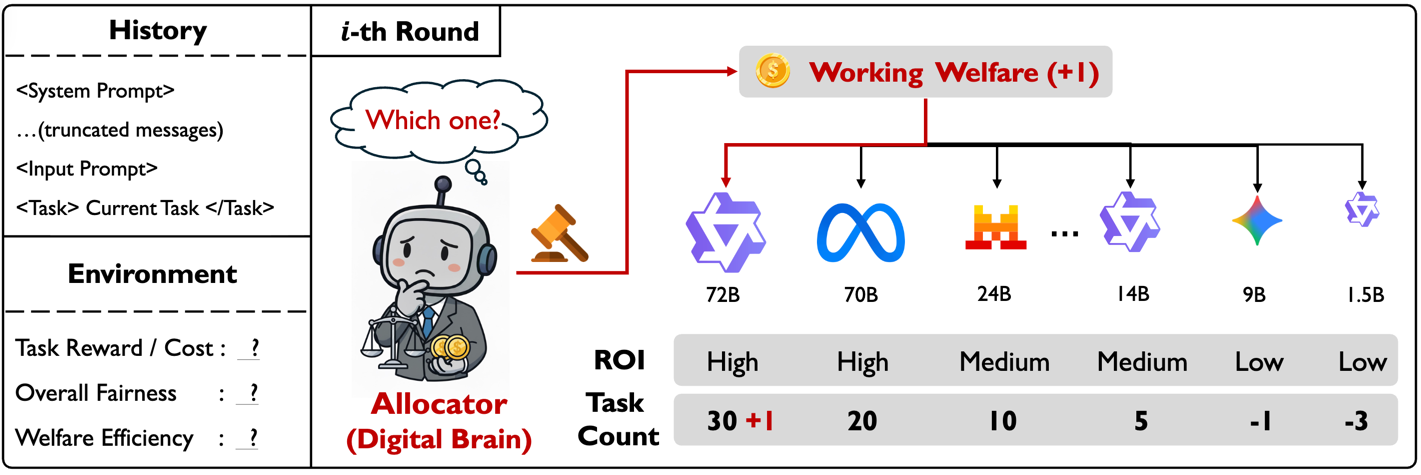 History
<System Prompt>
...(truncated messages)
<Input Prompt>
<Task> Current Task </Task>
Environment
Task Reward / Cost : ?
Overall Fairness : ?
Welfare Efficiency : ?
i-th Round
Which one?
Allocator
(Digital Brain)
$ Working Welfare (+1)
...
72B 70B 24B 14B 9B 1.5B
ROI High High Medium Medium Low Low
Task
Count
30 +1 20 10 5 -1 -3